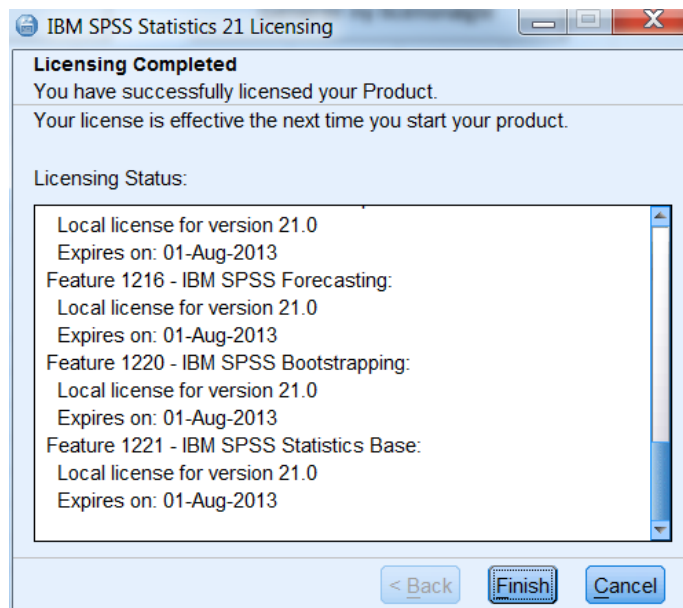 IBM SPSS Statistics 21 Licensing
Licensing Completed
You have successfully licensed your Product.
Your license is effective the next time you start your product.
Licensing Status:
Local license for version 21.0
Expires on: 01-Aug-2013
Feature 1216 - IBM SPSS Forecasting:
Local license for version 21.0
Expires on: 01-Aug-2013
Feature 1220 - IBM SPSS Bootstrapping:
Local license for version 21.0
Expires on: 01-Aug-2013
Feature 1221 - IBM SPSS Statistics Base:
Local license for version 21.0
Expires on: 01-Aug-2013
< Back Finish Cancel